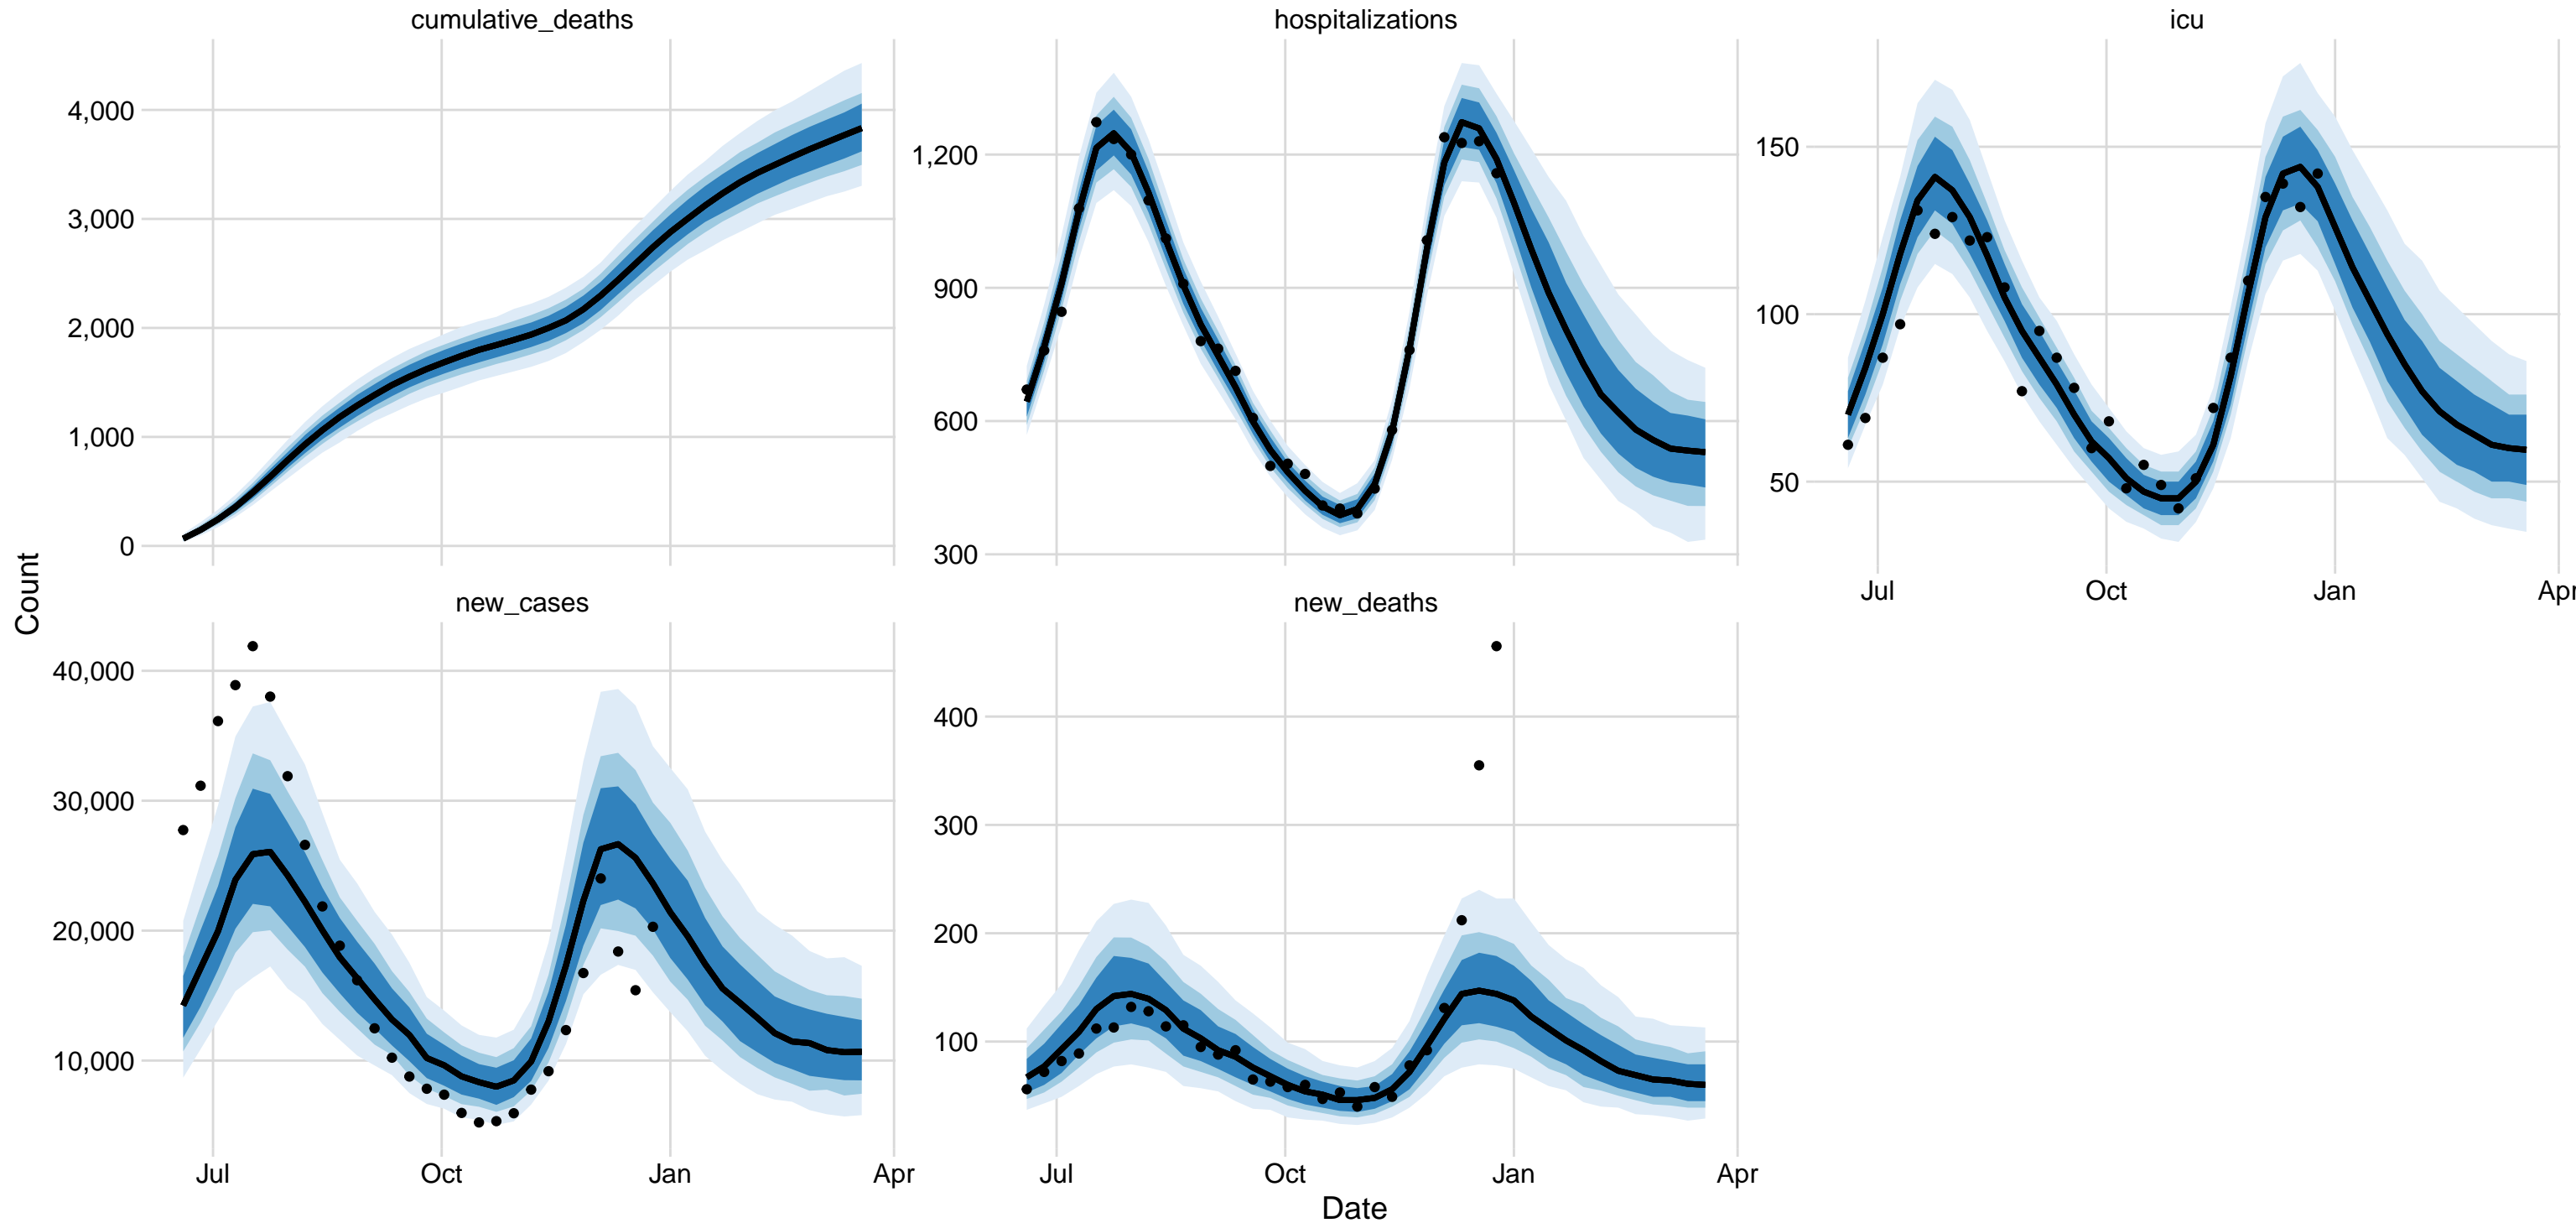 cumulative_deaths
hospitalizations
icu
4,000
3,000
2,000
1,000
0
1,200
900
600
300
150
100
50
Jul
Oct
Jan
Apr
Count
new_cases
new_deaths
40,000
30,000
20,000
10,000
400
300
200
100
Jul
Oct
Jan
Apr
Jul
Oct
Jan
Apr
Date